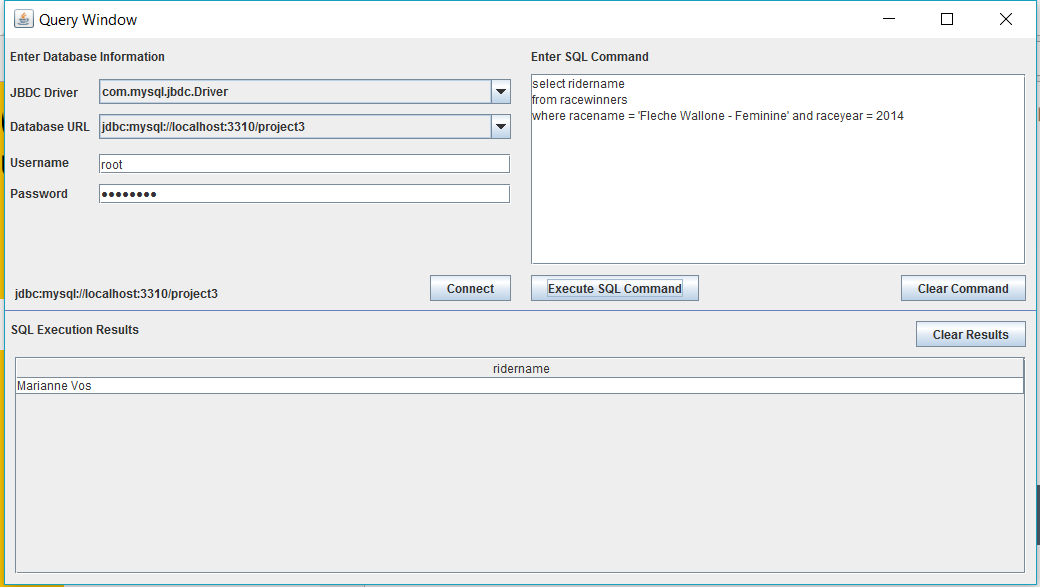 Query Window
Enter Database Information
JBDC Driver com.mysql.jbdc.Driver
Database URL jdbc:mysql://localhost:3310/project3
Username root
Password ●●●●●●●●
jdbc:mysql://localhost:3310/project3
Connect
Enter SQL Command
select ridername
from racewinners
where racename = 'Fleche Wallone - Feminine' and raceyear = 2014
Execute SQL Command
Clear Command
SQL Execution Results
Clear Results
ridername
Marianne Vos